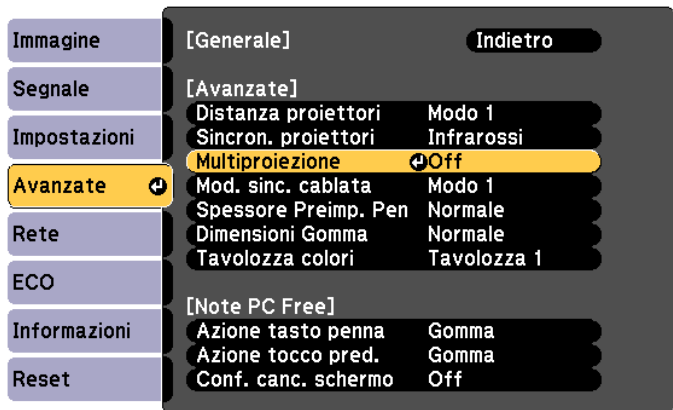 Immagine
Segnale
Impostazioni
Avanzate
Rete
ECO
Informazioni
Reset
[Generale] Indietro
[Avanzate]
Distanza proiettori Modo 1
Sincron. proiettori Infrarossi
Multiproiezione Off
Mod. sinc. cablata Modo 1
Spessore Preimp. Pen Normale
Dimensioni Gomma Normale
Tavolozza colori Tavolozza 1
[Note PC Free]
Azione tasto penna Gomma
Azione tocco pred. Gomma
Conf. canc. schermo Off